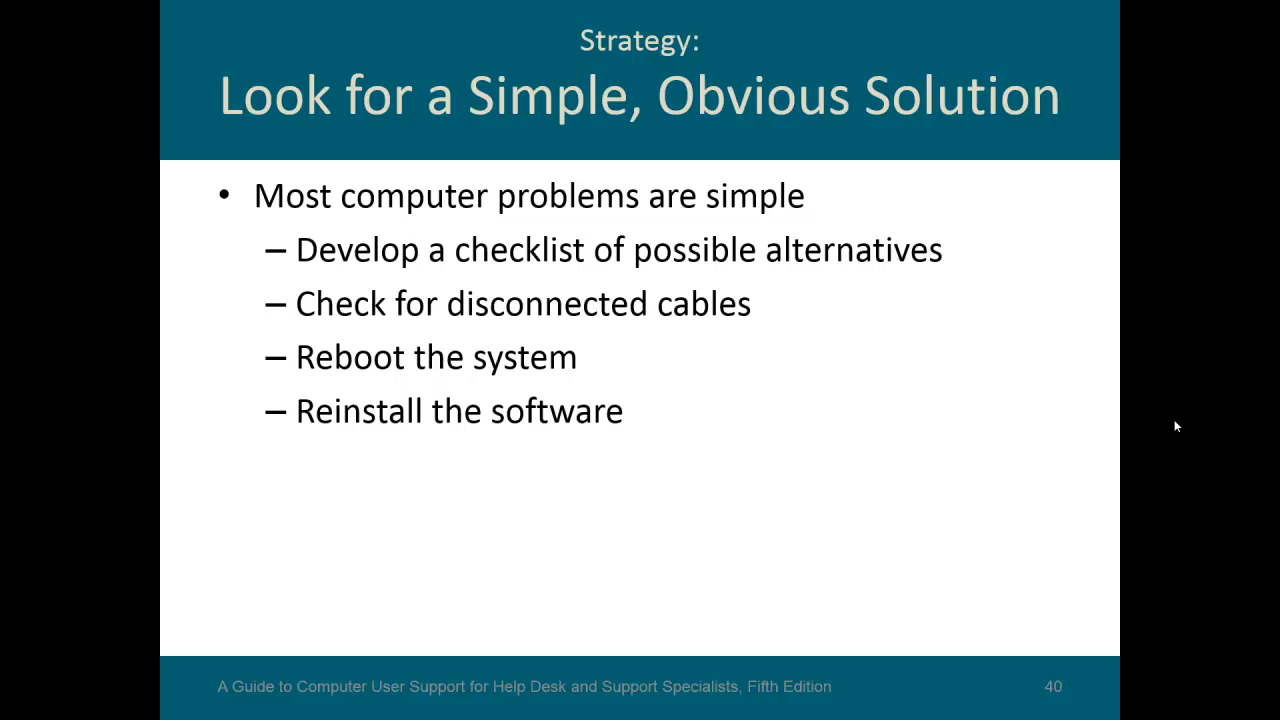 Strategy:
Look for a Simple, Obvious Solution
• Most computer problems are simple
– Develop a checklist of possible alternatives
– Check for disconnected cables
– Reboot the system
– Reinstall the software
A Guide to Computer User Support for Help Desk and Support Specialists, Fifth Edition
40